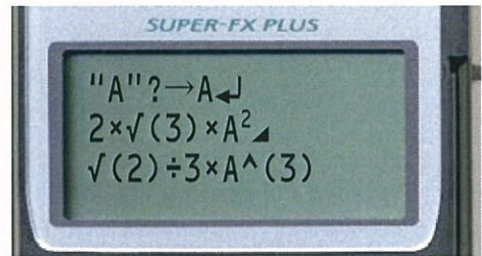 SUPER-FX PLUS
"A"?→A↲
2×√(3)×A²◢
√(2)÷3×A^(3)